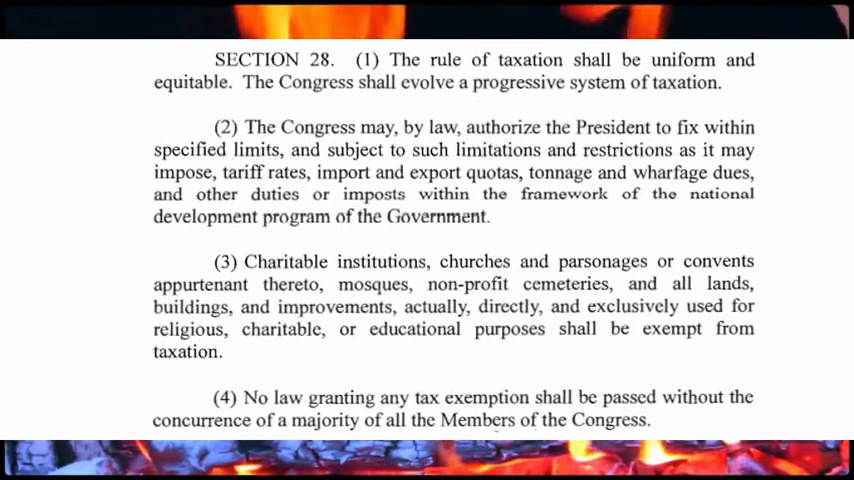 SECTION 28. (1) The rule of taxation shall be uniform and
equitable. The Congress shall evolve a progressive system of taxation.
(2) The Congress may, by law, authorize the President to fix within
specified limits, and subject to such limitations and restrictions as it may
impose, tariff rates, import and export quotas, tonnage and wharfage dues,
and other duties or imposts within the framework of the national
development program of the Government.
(3) Charitable institutions, churches and parsonages or convents
appurtenant thereto, mosques, non-profit cemeteries, and all lands,
buildings, and improvements, actually, directly, and exclusively used for
religious, charitable, or educational purposes shall be exempt from
taxation.
(4) No law granting any tax exemption shall be passed without the
concurrence of a majority of all the Members of the Congress.